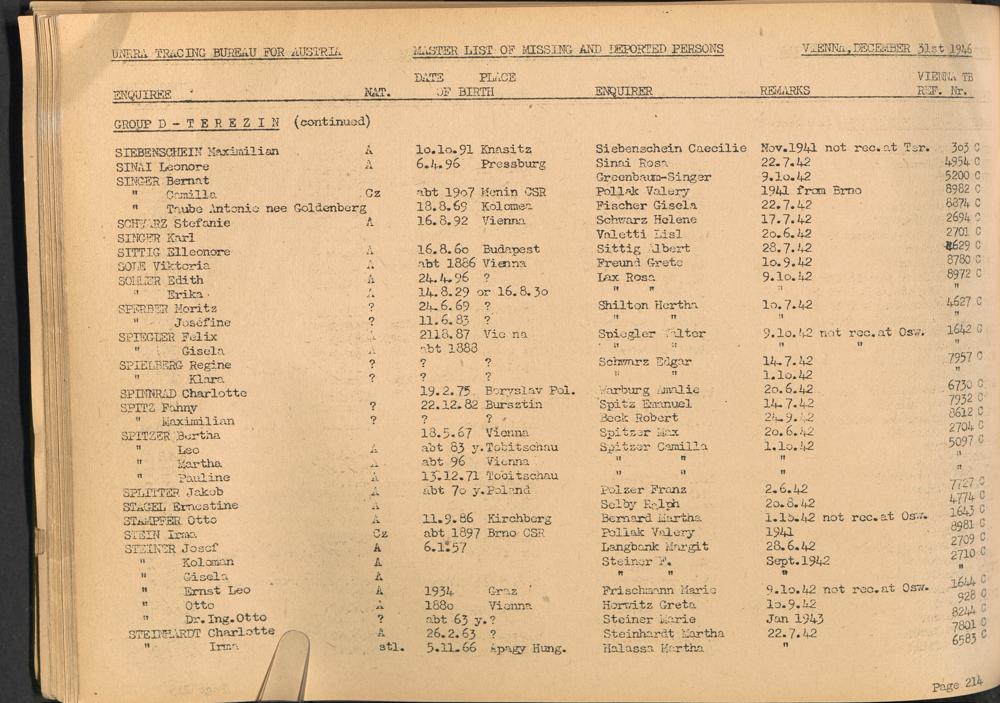 UNRRA TRACING BUREAU FOR AUSTRIA MASTER LIST OF MISSING AND DEPORTED PERSONS VIENNA, DECEMBER 31st 1946
DATE PLACE VIENNA TB
ENQUIREE NAT. OF BIRTH ENQUIRER REMARKS REF. Nr.
GROUP D - TEREZIN (continued)
SIEBENSCHEIN Maximilian A 10.10.91 Knasitz Siebenschein Caecilie Nov.1941 not rec.at Tsr. 303 C
SINAI Leonore A 6.4.96 Pressburg Sinai Rosa 22.7.42 4954 C
SINGER Bernat Greenbaum-Singer 9.10.42 5200 C
" Camilla Cz abt 1907 Menin CSR Pollak Valery 1941 from Brno 8982 C
" Taube Antonie nee Goldenberg 18.8.69 Kolomea Fischer Gisela 22.7.42 8874 C
SCHWARZ Stefanie A 16.8.92 Vienna Schwarz Helene 17.7.42 2694 C
SINGER Karl Valetti Lisl 20.6.42 2701 C
SITTIG Elleonore A 16.8.60 Budapest Sittig Albert 28.7.42 8629 C
SOLE Viktoria A abt 1886 Vienna Freund Grete 10.9.42 8780 C
Edith A 24.4.96 ? Lax Rosa 9.10.42 8972 C
" Erika A 14.8.29 or 16.8.30 " " " "
SPERBER Moritz ? 24.6.69 ? Shilton Hertha 10.7.42 4627 C
" Josefine ? 11.6.83 ? " " " "
SPIEGLER Felix A 2118.87 Vie na Spiegler Walter 9.10.42 not rec.at Osw. 1642 C
" Gisela A abt 1888 " " " " "
SPIELBERG Regine ? ? ? Schwarz Edgar 14.7.42 7957 C
" Klara ? ? ? " " 1.10.42 "
SPINNRAD Charlotte 19.2.75 Boryslav Pol. Warburg Amalie 20.6.42 6730 C
SPITZ Fanny ? 22.12.82 Bursztin Spitz Emanuel 14.7.42 7932 C
" Maximilian ? ? ? Beck Robert 24.9.42 8612 C
SPITZER Bertha 18.5.67 Vienna Spitzer Max 20.6.42 2704 C
" Leo A abt 83 y.Tobitschau Spitzer Camilla 1.10.42 5097 C
" Martha A abt 96 Vienna " " " "
" Pauline A 13.12.71 Tobitschau " " " "
SPLITTER Jakob A abt 70 y.Poland Polzer Franz 2.6.42 7727 C
STAGEL Ernestine A Selby Ralph 20.8.42 4774 C
STAMPFER Otto A 11.9.86 Kirchberg Bernard Martha 1.10.42 not rec.at Osw. 1643 C
STEIN Irma Cz abt 1897 Brno CSR Pollak Valery 1941 8981 C
STEINER Josef A 6.1.57 Langbank Margit 28.6.42 2709 C
" Koloman A Steiner F. Sept.1942 2710 C
" Gisela A " " " "
" Ernst Leo A 1934 Graz Frischmann Marie 9.10.42 not rec.at Osw. 1644 C
" Otto A 1880 Vienna Horwitz Greta 10.9.42 928 C
" Dr.Ing.Otto ? abt 63 y.? Steiner Marie Jan 1943 8244 C
STEINHARDT Charlotte A 26.2.63 ? Steinhardt Martha 22.7.42 7801 C
" Irma stl. 5.11.66 Apagy Hung. Halassa Martha " 6583 C
Page 214